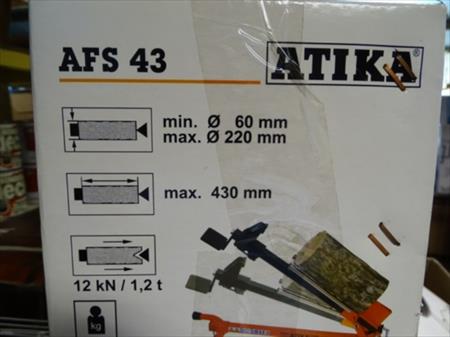 AFS 43
ATIKA®
min. Ø 60 mm
max. Ø 220 mm
max. 430 mm
12 kN / 1,2 t
kg